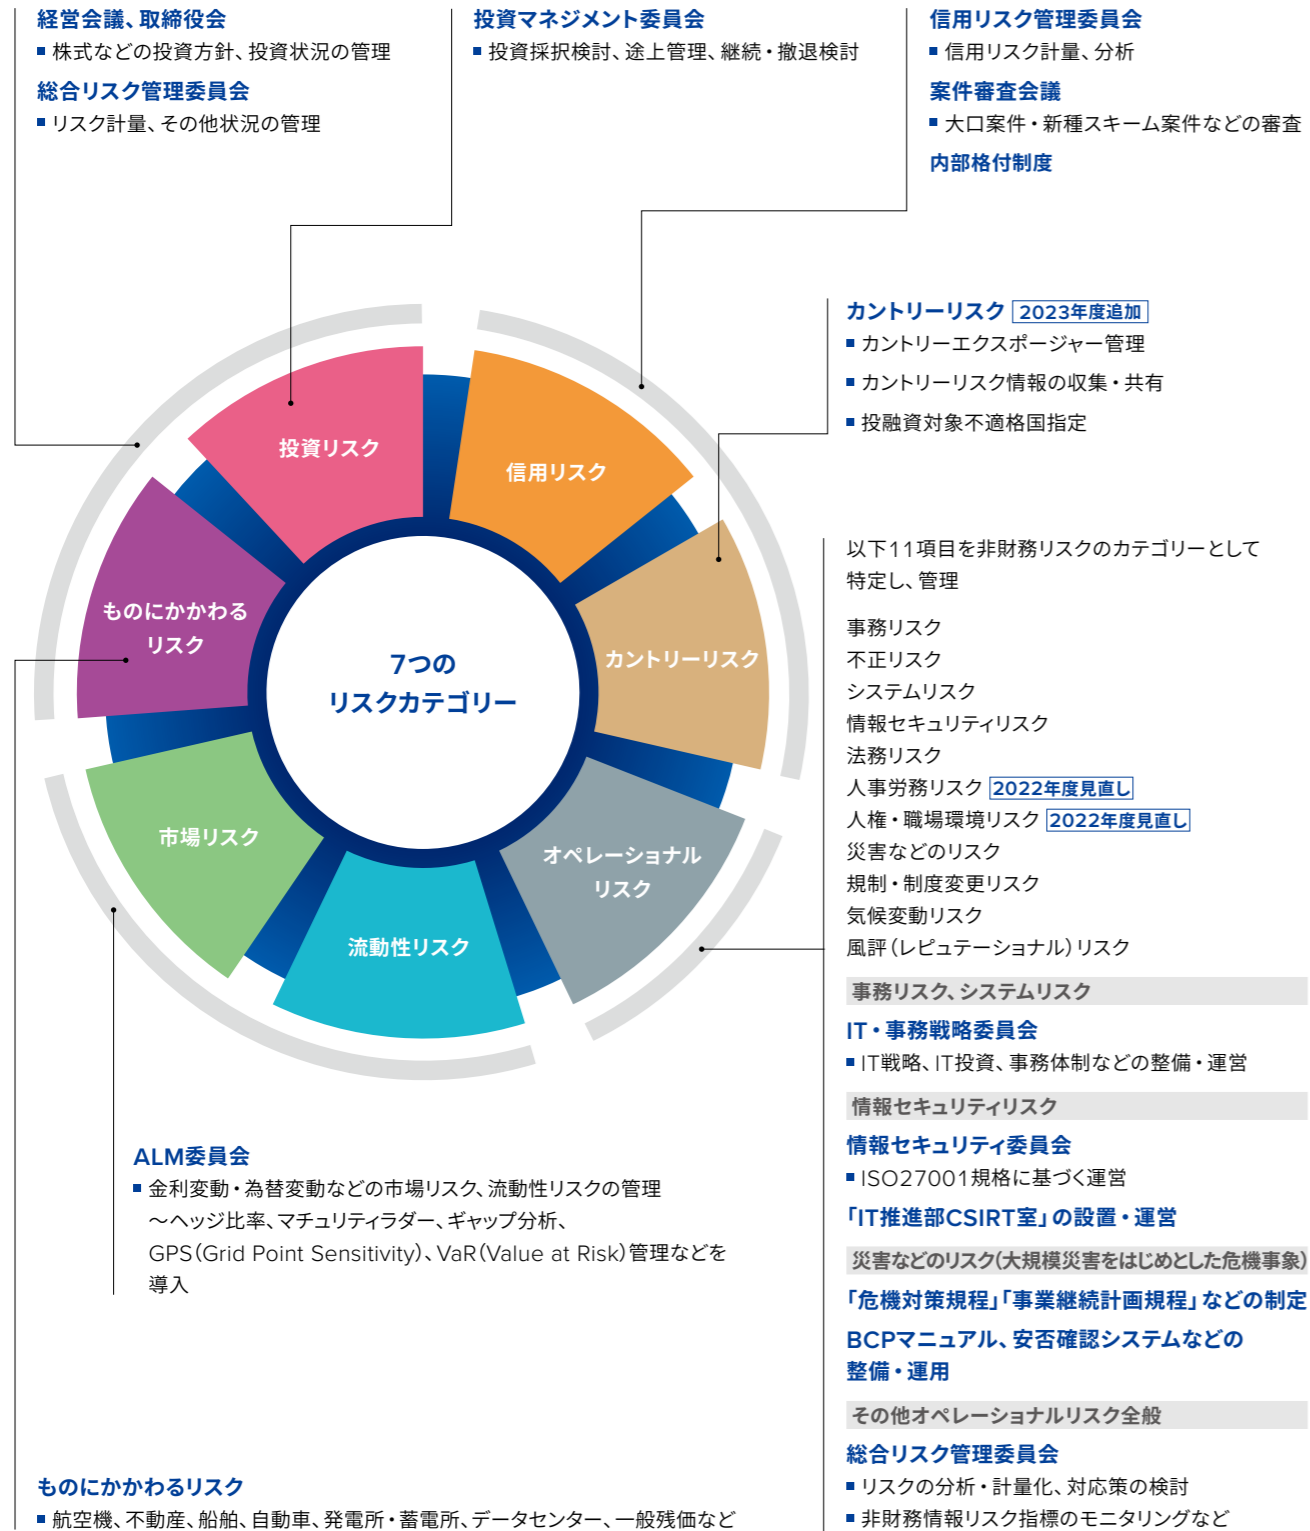 経営会議、取締役会
■ 株式などの投資方針、投資状況の管理
総合リスク管理委員会
■ リスク計量、その他状況の管理
投資マネジメント委員会
■ 投資採択検討、途上管理、継続・撤退検討
信用リスク管理委員会
■ 信用リスク計量、分析
案件審査会議
■ 大口案件・新種スキーム案件などの審査
内部格付制度
カントリーリスク 2023年度追加
■ カントリーエクスポージャー管理
■ カントリーリスク情報の収集・共有
■ 投融資対象不適格国指定
投資リスク
信用リスク
カントリーリスク
オペレーショナル
リスク
流動性リスク
市場リスク
ものにかかわる
リスク
7つの
リスクカテゴリー
以下11項目を非財務リスクのカテゴリーとして
特定し、管理
事務リスク
不正リスク
システムリスク
情報セキュリティリスク
法務リスク
人事労務リスク 2022年度見直し
人権・職場環境リスク 2022年度見直し
災害などのリスク
規制・制度変更リスク
気候変動リスク
風評(レピュテーショナル)リスク
事務リスク、システムリスク
IT・事務戦略委員会
■ IT戦略、IT投資、事務体制などの整備・運営
情報セキュリティリスク
情報セキュリティ委員会
■ ISO27001規格に基づく運営
「IT推進部CSIRT室」の設置・運営
災害などのリスク(大規模災害をはじめとした危機事象)
「危機対策規程」「事業継続計画規程」などの制定
BCPマニュアル、安否確認システムなどの
整備・運用
その他オペレーショナルリスク全般
総合リスク管理委員会
■ リスクの分析・計量化、対応策の検討
■ 非財務情報リスク指標のモニタリングなど
ALM委員会
■ 金利変動・為替変動などの市場リスク、流動性リスクの管理
～ヘッジ比率、マチュリティラダー、ギャップ分析、
GPS(Grid Point Sensitivity)、VaR(Value at Risk)管理などを
導入
ものにかかわるリスク
■ 航空機、不動産、船舶、自動車、発電所・蓄電所、データセンター、一般残価など